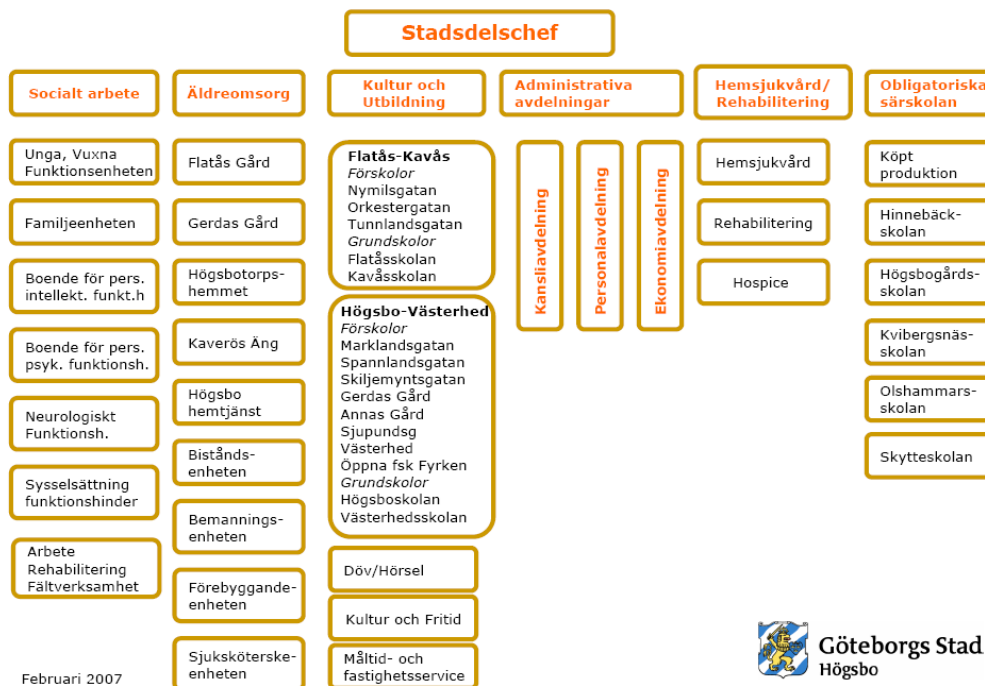 Stadsdelschef
Socialt arbete
Unga, Vuxna
Funktionsenheten
Familjeenheten
Boende för pers.
intellekt. funkt.h
Boende för pers.
psyk. funktionsh.
Neurologiskt
Funktionsh.
Sysselsättning
funktionshinder
Arbete
Rehabilitering
Fältverksamhet
Äldreomsorg
Flatås Gård
Gerdas Gård
Högsbotorps-
hemmet
Kaverös Äng
Högsbo
hemtjänst
Bistånds-
enheten
Bemannings-
enheten
Förebyggande-
enheten
Sjuksköterske-
enheten
Kultur och
Utbildning
Flatås-Kavås
Förskolor
Nymilsgatan
Orkestergatan
Tunnlandsgatan
Grundskolor
Flatåsskolan
Kavåsskolan
Högsbo-Västerhed
Förskolor
Marklandsgatan
Spannlandsgatan
Skiljemyntsgatan
Gerdas Gård
Annas Gård
Sjupundsg
Västerhed
Öppna fsk Fyrken
Grundskolor
Högsboskolan
Västerhedsskolan
Döv/Hörsel
Kultur och Fritid
Måltid- och
fastighetsservice
Administrativa
avdelningar
Kansliavdelning
Personalavdelning
Ekonomiavdelning
Hemsjukvård/
Rehabilitering
Hemsjukvård
Rehabilitering
Hospice
Obligatoriska
särskolan
Köpt
produktion
Hinnebäck-
skolan
Högsbogårds-
skolan
Kvibergsnäs-
skolan
Olshammars-
skolan
Skytteskolan
Februari 2007
Göteborgs Stad
Högsbo